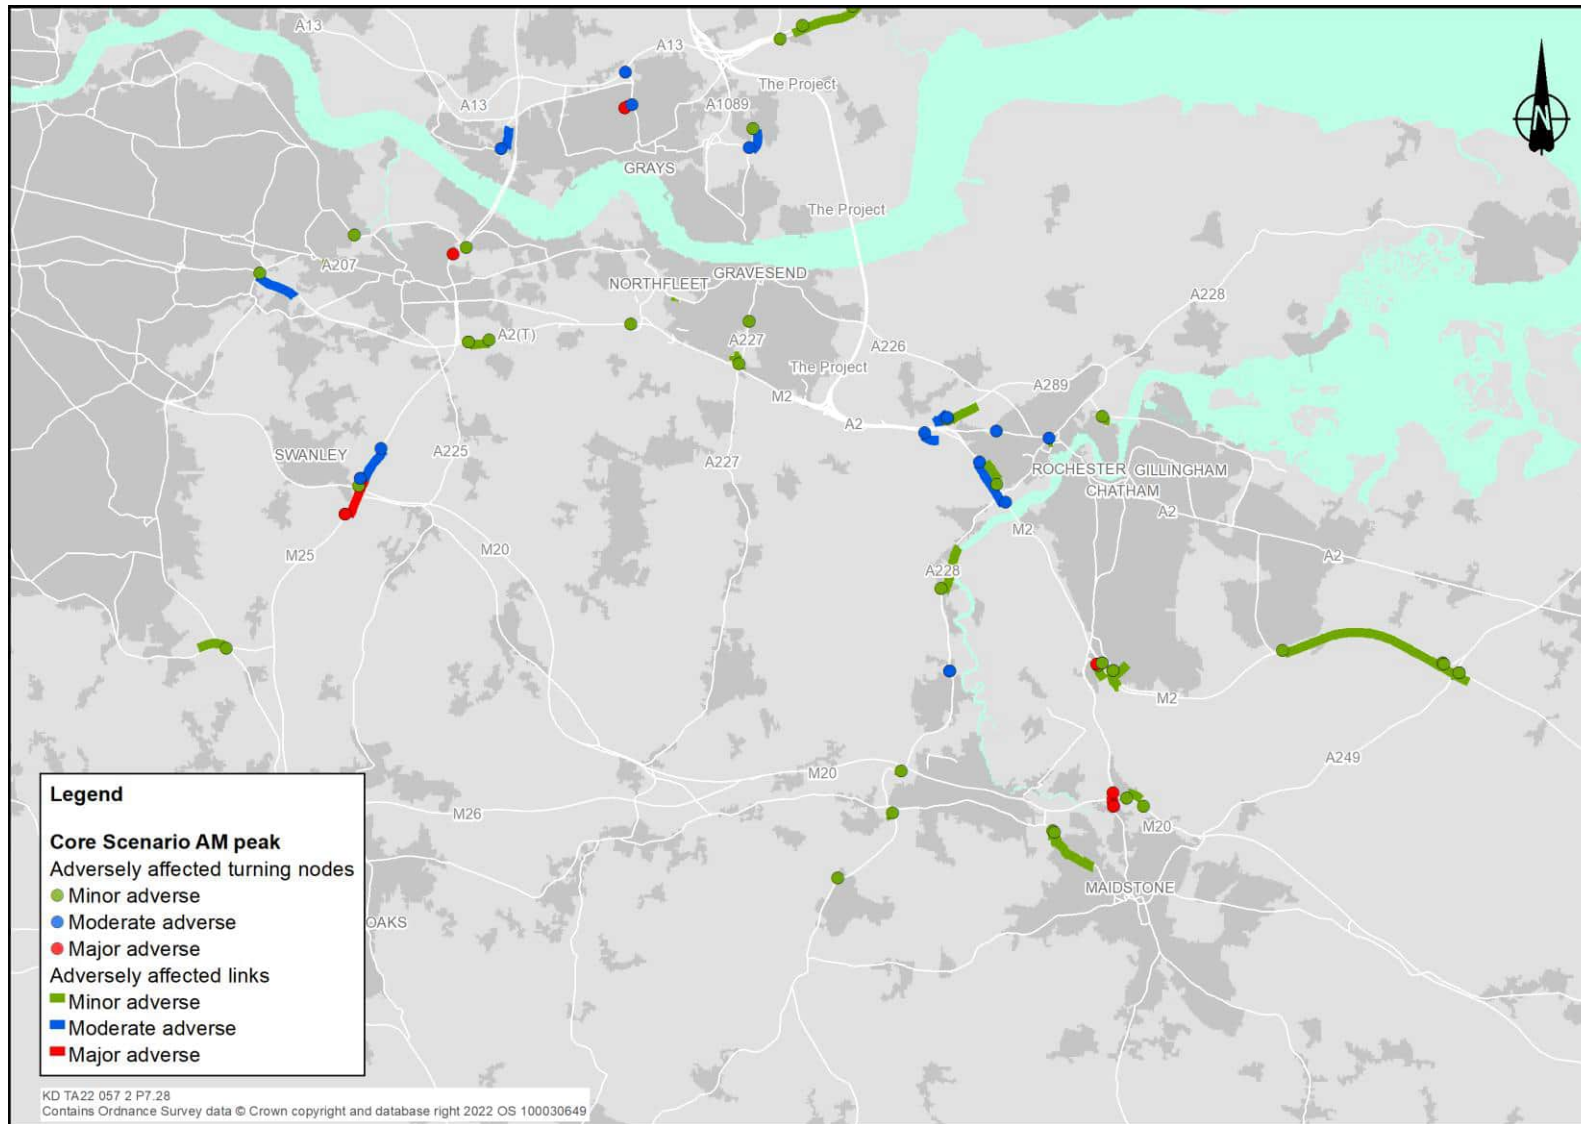 A13
A13
The Project
A13
A1089
N
GRAYS
The Project
A207
GRAVESEND
NORTHFLEET
A228
A2(T)
A227
A226
The Project
A289
M2
A2
SWANLEY
A225
A227
ROCHESTER
GILLINGHAM
CHATHAM
A2
M25
M20
M2
A2
A228
M2
A249
M20
M26
M20
MAIDSTONE
OAKS
Legend
Core Scenario AM peak
Adversely affected turning nodes
Minor adverse
Moderate adverse
Major adverse
Adversely affected links
Minor adverse
Moderate adverse
Major adverse
KD TA22 057 2 P7.28
Contains Ordnance Survey data © Crown copyright and database right 2022 OS 100030649